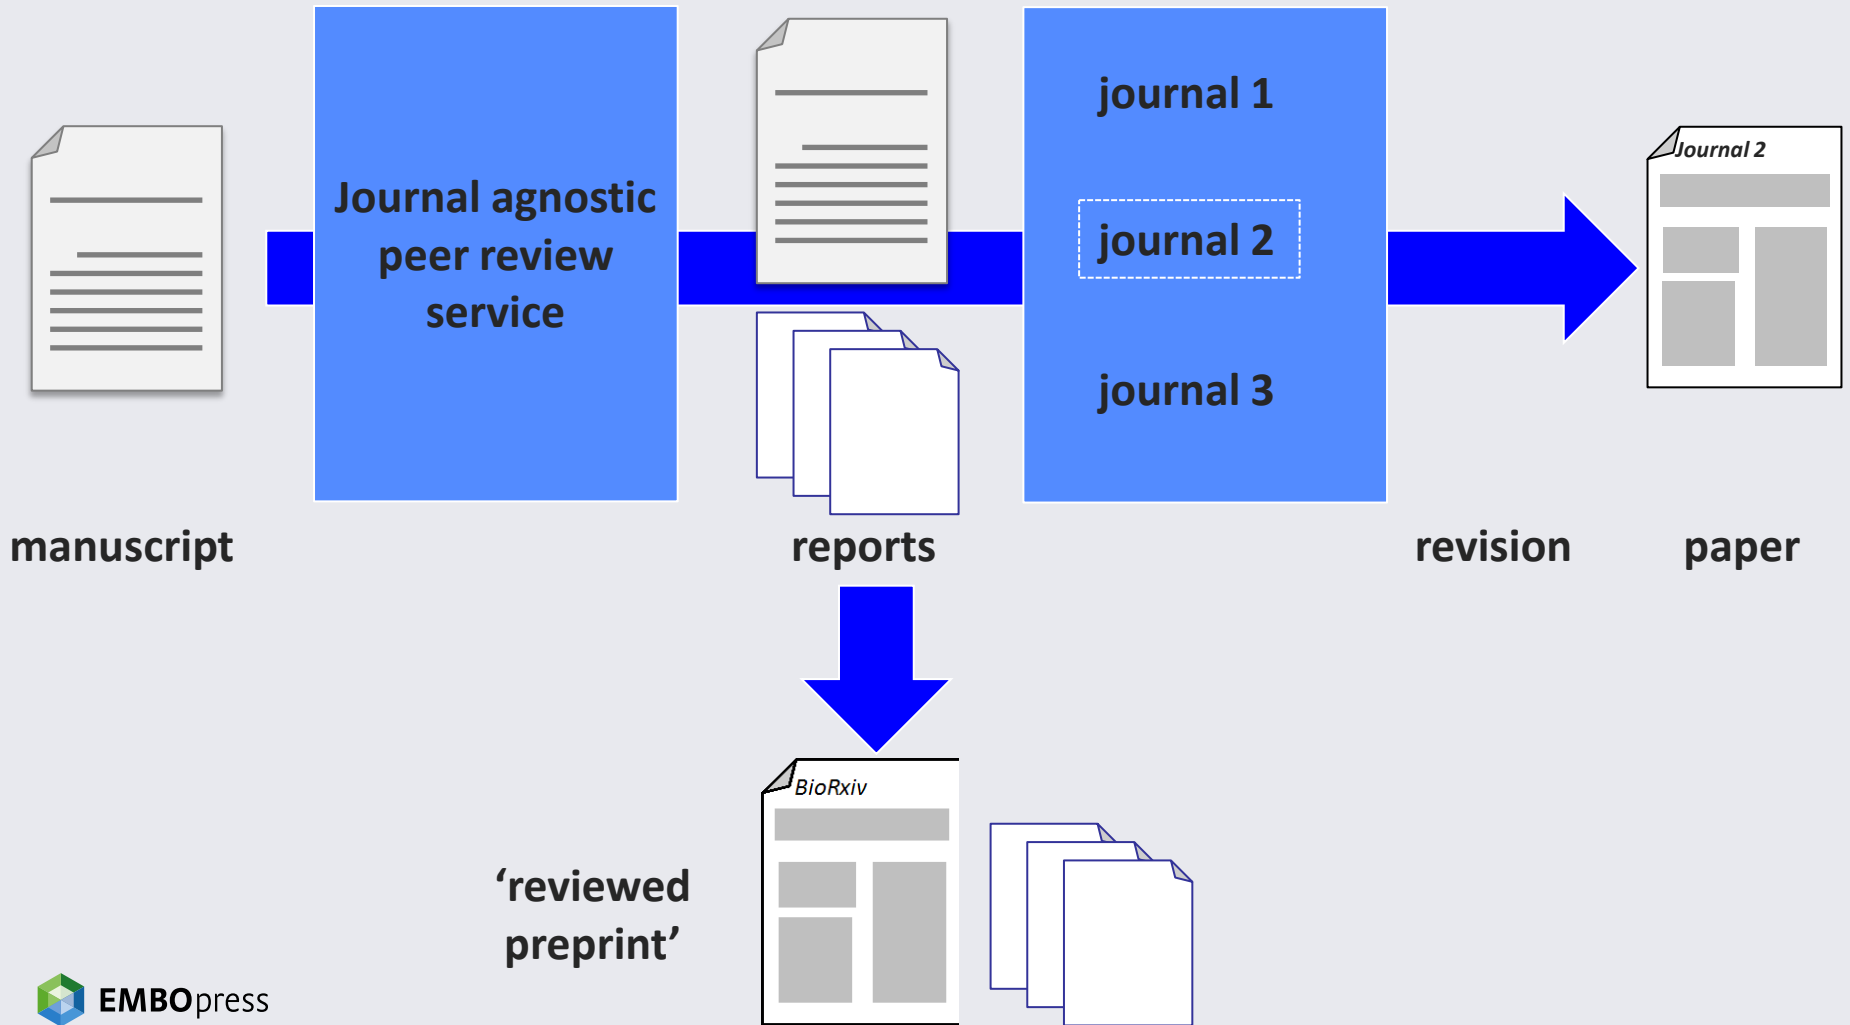 Journal agnostic
peer review
service
journal 1
journal 2
journal 3
Journal 2
manuscript
reports
revision
paper
BioRxiv
‘reviewed
preprint’
EMBOpress